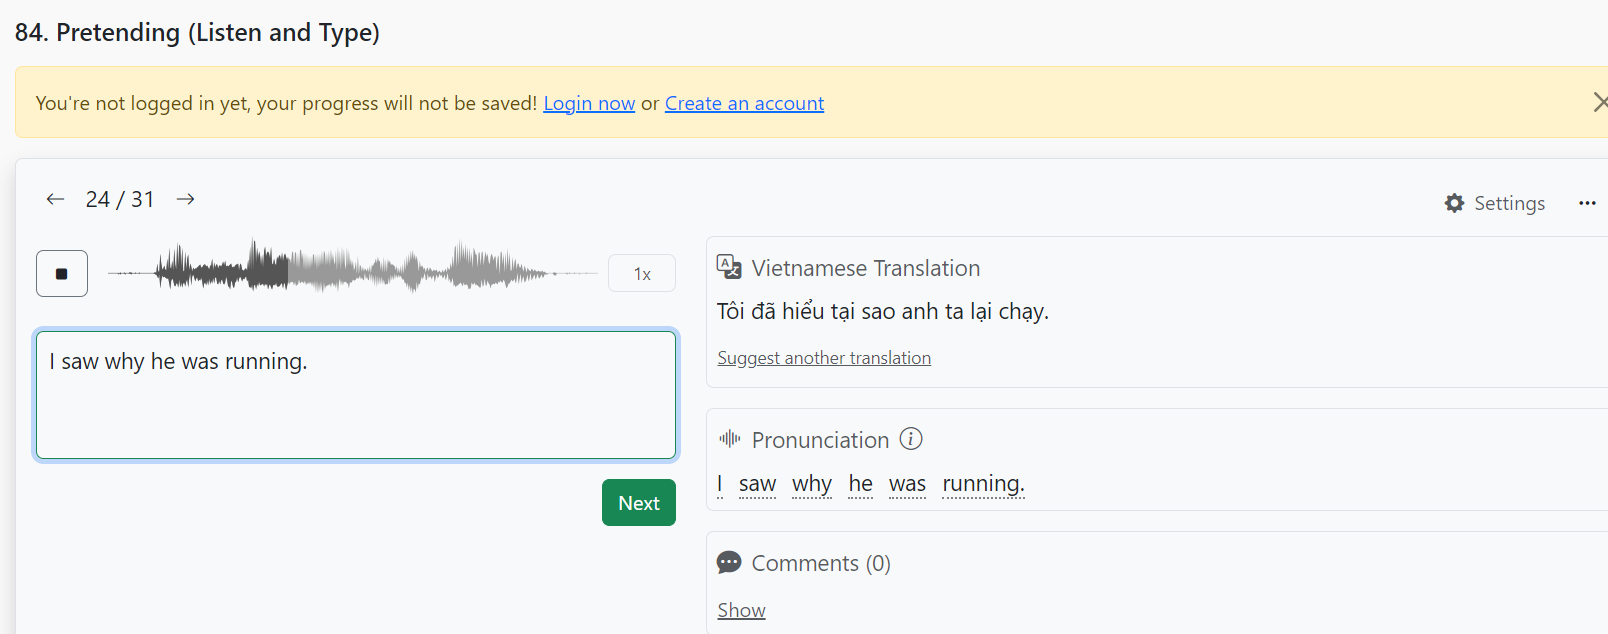 84. Pretending (Listen and Type)
You're not logged in yet, your progress will not be saved! Login now or Create an account
24 / 31
Settings
1x
I saw why he was running.
Next
Vietnamese Translation
Tôi đã hiểu tại sao anh ta lại chạy.
Suggest another translation
Pronunciation
I saw why he was running.
Comments (0)
Show